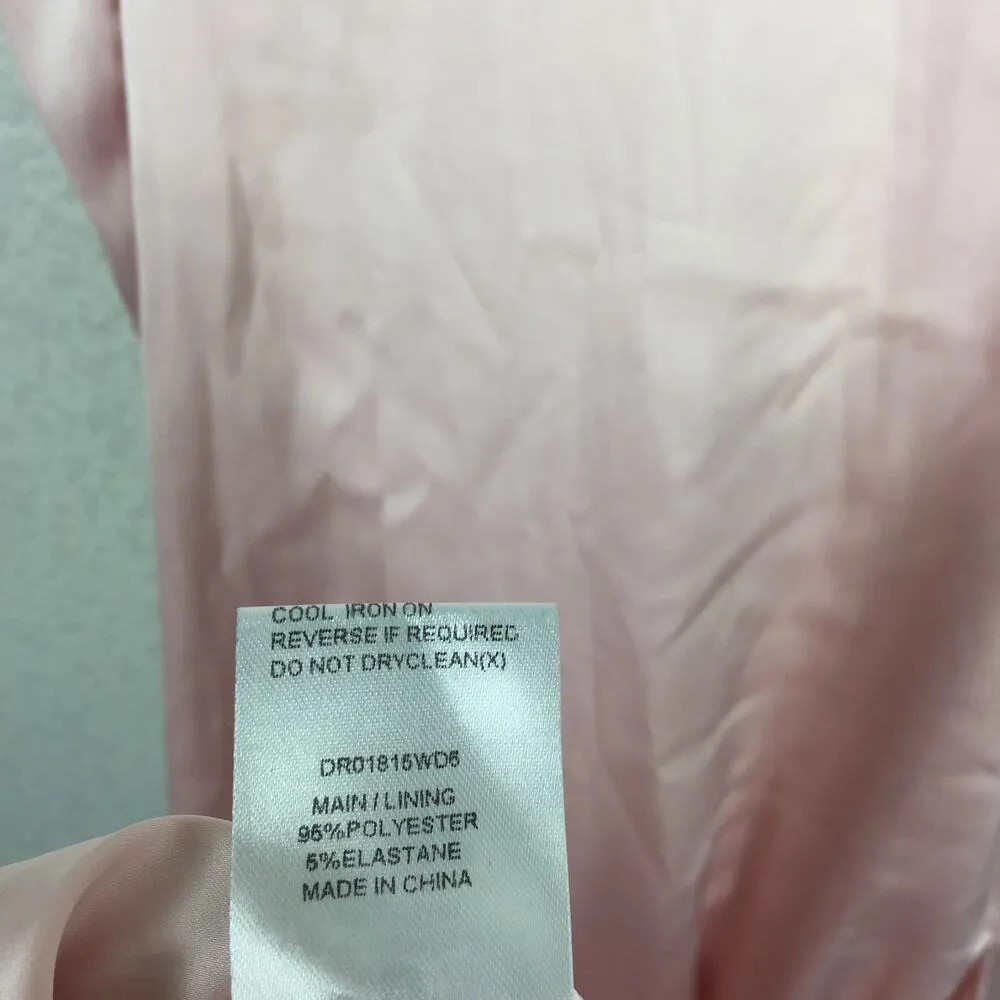 COOL IRON ON
REVERSE IF REQUIRED
DO NOT DRYCLEAN(X)
DR01815WD6
MAIN / LINING
95%POLYESTER
5%ELASTANE
MADE IN CHINA